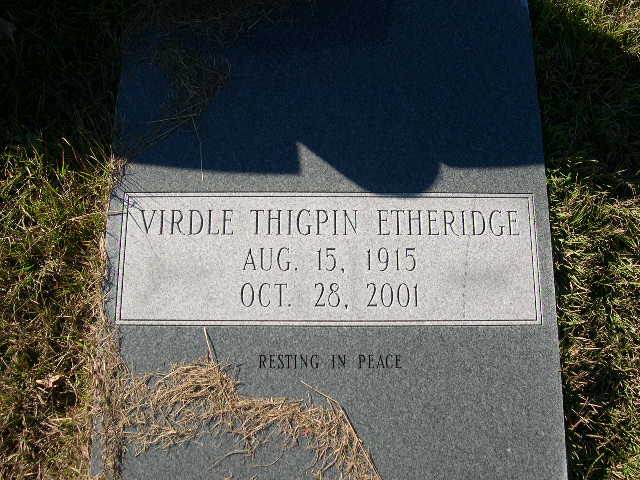 VIRDLE THIGPIN ETHERIDGE
AUG. 15, 1915
OCT. 28, 2001
RESTING IN PEACE